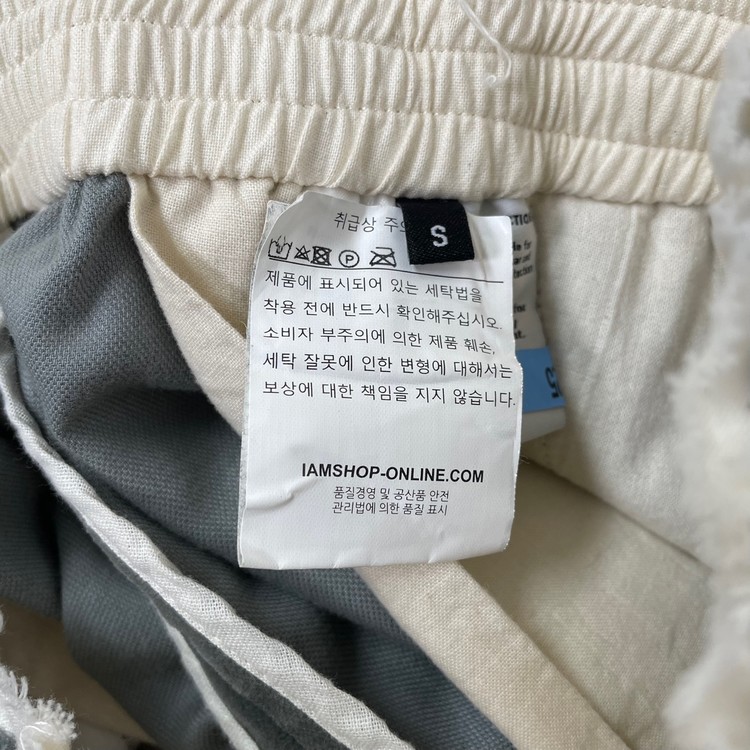 취급상 주의
S
제품에 표시되어 있는 세탁법을
착용 전에 반드시 확인해주십시오.
소비자 부주의에 의한 제품 훼손,
세탁 잘못에 인한 변형에 대해서는
보상에 대한 책임을 지지 않습니다.
IAMSHOP-ONLINE.COM
품질경영 및 공산품 안전
관리법에 의한 품질 표시